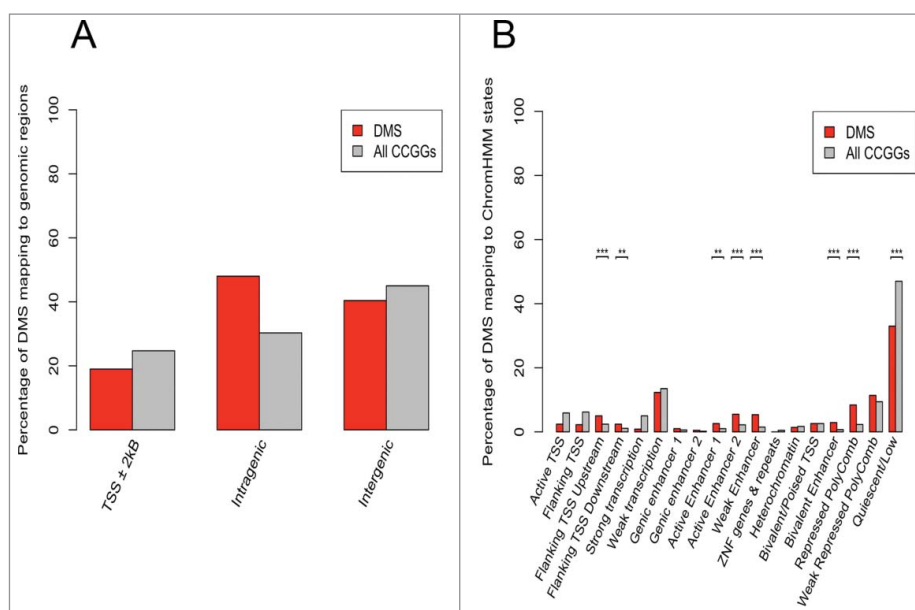 A
Percentage of DMS mapping to genomic regions
100
80
60
40
20
0
DMS
All CCGGs
TSS ± 2kB
Intragenic
Intergenic
B
Percentage of DMS mapping to ChromHMM states
100
80
60
40
20
0
DMS
All CCGGs
***
**
**
***
***
***
***
***
Active TSS
Flanking TSS
Flanking TSS Upstream
Flanking TSS Downstream
Strong transcription
Weak transcription
Genic enhancer 1
Genic enhancer 2
Active Enhancer 1
Active Enhancer 2
Weak Enhancer
ZNF genes & repeats
Heterochromatin
Bivalent/Poised TSS
Bivalent Enhancer
Repressed PolyComb
Weak Repressed PolyComb
Quiescent/Low